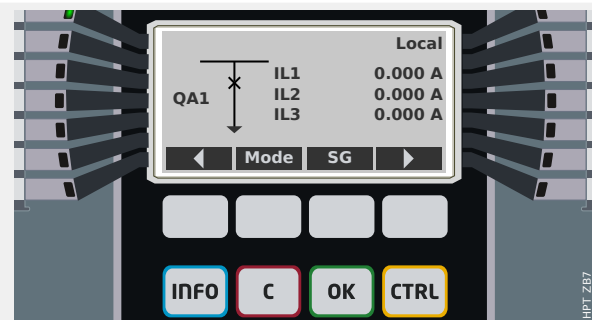 Local
IL1 0.000 A
QA1 IL2 0.000 A
IL3 0.000 A
Mode SG
INFO C OK CTRL
HPT ZB7